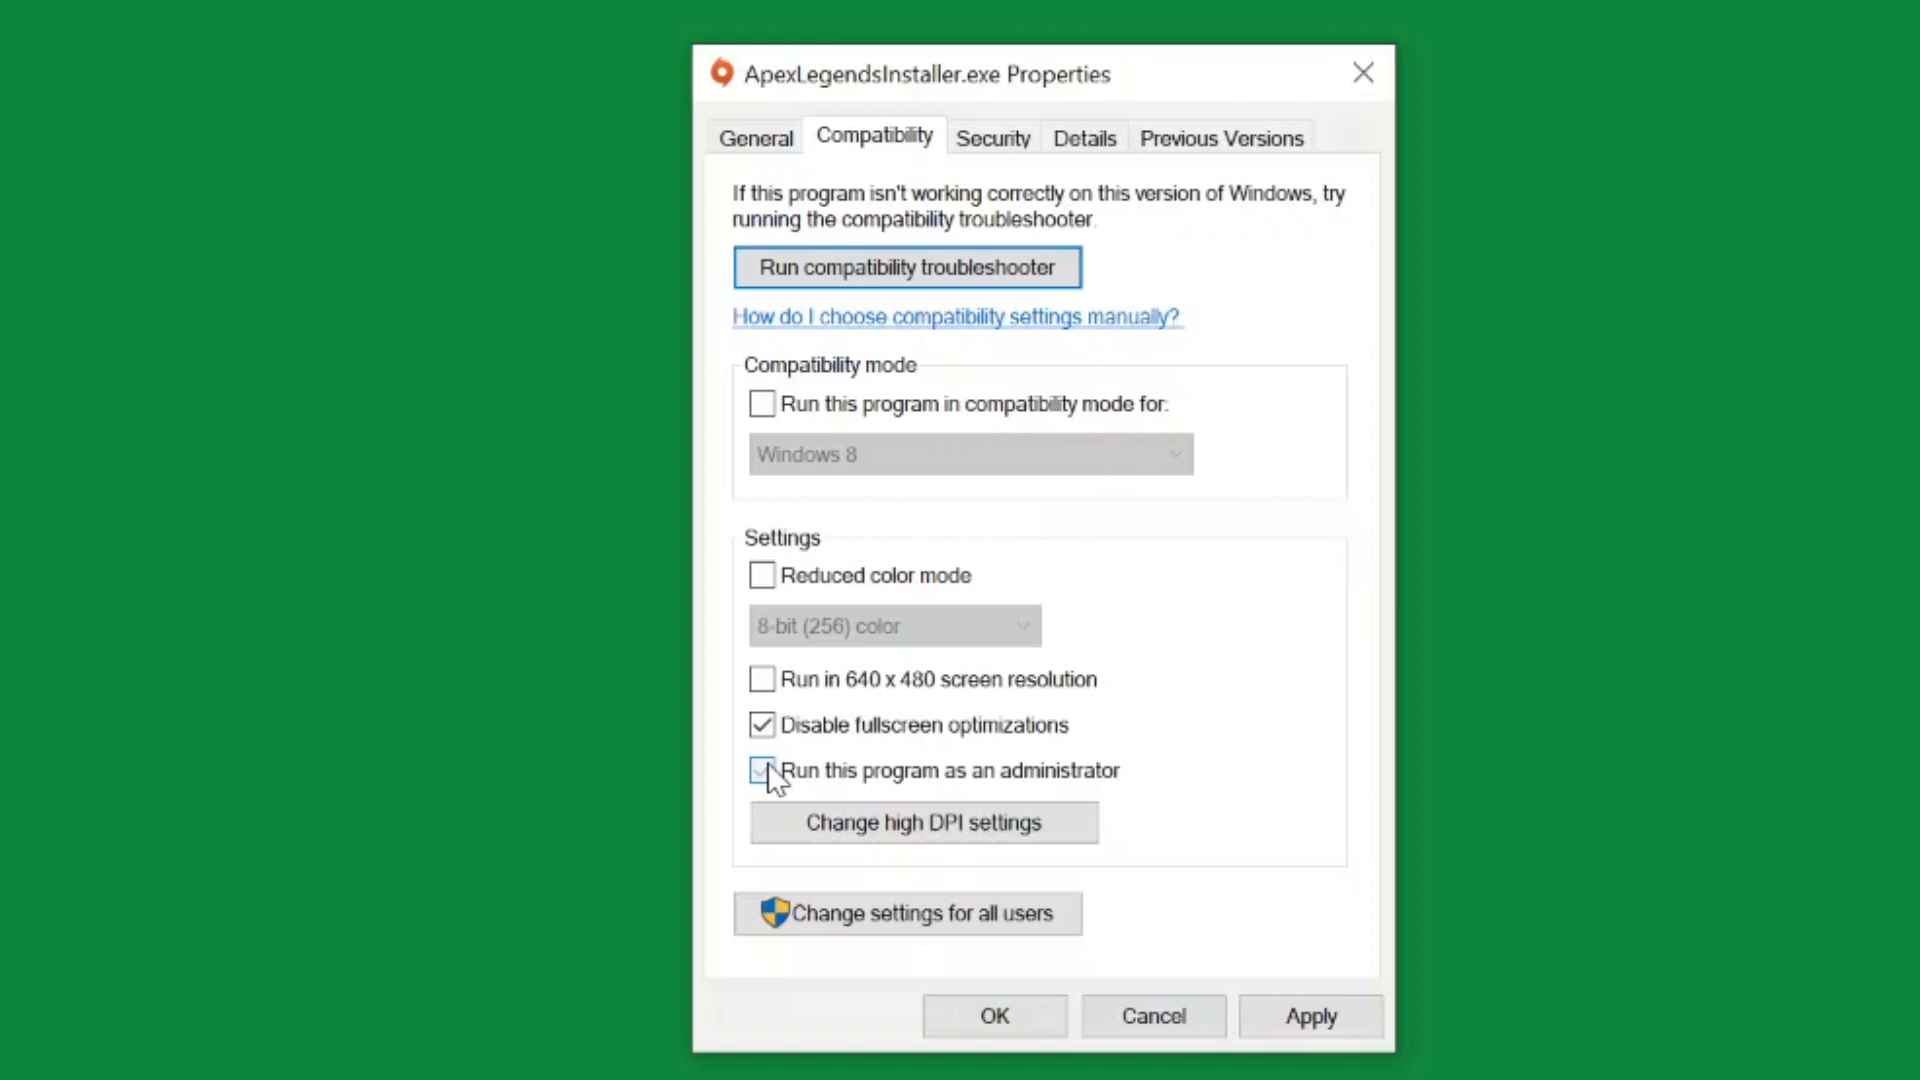 ApexLegendsInstaller.exe Properties
General Compatibility Security Details Previous Versions
If this program isn't working correctly on this version of Windows, try
running the compatibility troubleshooter.
Run compatibility troubleshooter
How do I choose compatibility settings manually?
Compatibility mode
Run this program in compatibility mode for:
Windows 8
Settings
Reduced color mode
8-bit (256) color
Run in 640 x 480 screen resolution
Disable fullscreen optimizations
Run this program as an administrator
Change high DPI settings
Change settings for all users
OK Cancel Apply